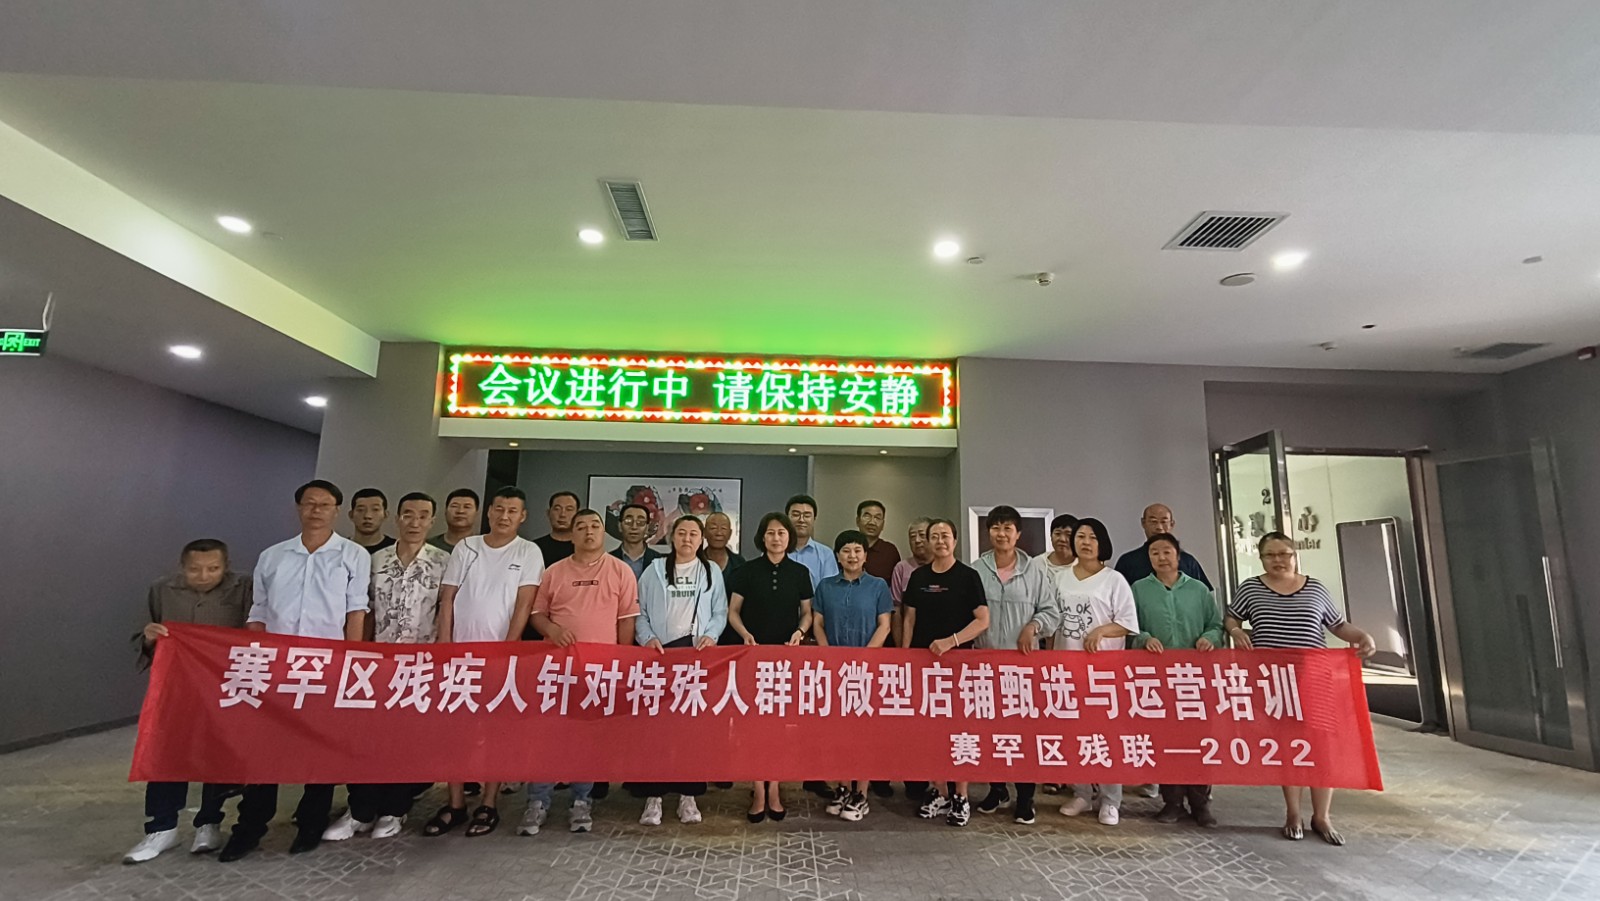 EXIT
会议进行中 请保持安静
赛罕区残疾人针对特殊人群的微型店铺甄选与运营培训
赛罕区残联—2022